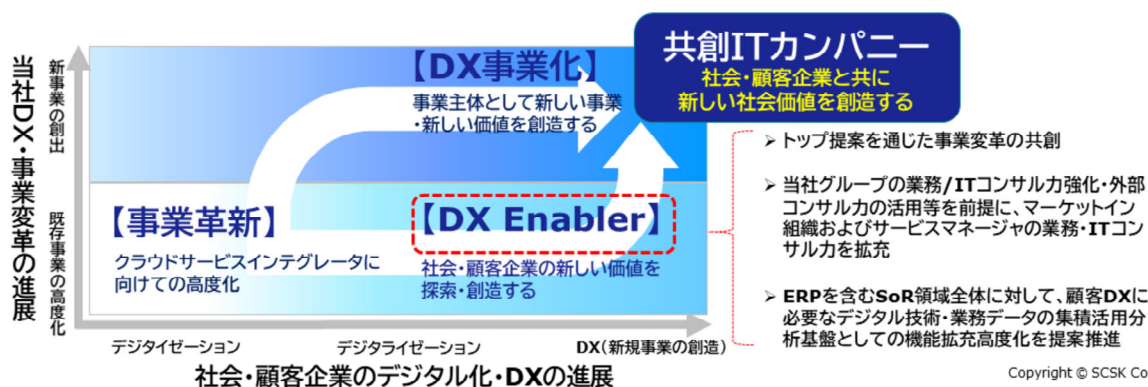 共創ITカンパニー
社会・顧客企業と共に
新しい社会価値を創造する
当社DX・事業変革の進展
新事業の創出
既存事業の高度化
【DX事業化】
事業主体として新しい事業
・新しい価値を創造する
【事業革新】
クラウドサービスインテグレータに
向けての高度化
【DX Enabler】
社会・顧客企業の新しい価値を
探索・創造する
➢ トップ提案を通じた事業変革の共創
➢ 当社グループの業務/ITコンサル力強化・外部
コンサル力の活用等を前提に、マーケットイン
組織およびサービスマネージャの業務・ITコン
サル力を拡充
➢ ERPを含むSoR領域全体に対して、顧客DXに
必要なデジタル技術・業務データの集積活用分
析基盤としての機能拡充高度化を提案推進
デジタイゼーション
デジタライゼーション
DX(新規事業の創造)
社会・顧客企業のデジタル化・DXの進展
Copyright © SCSK Co